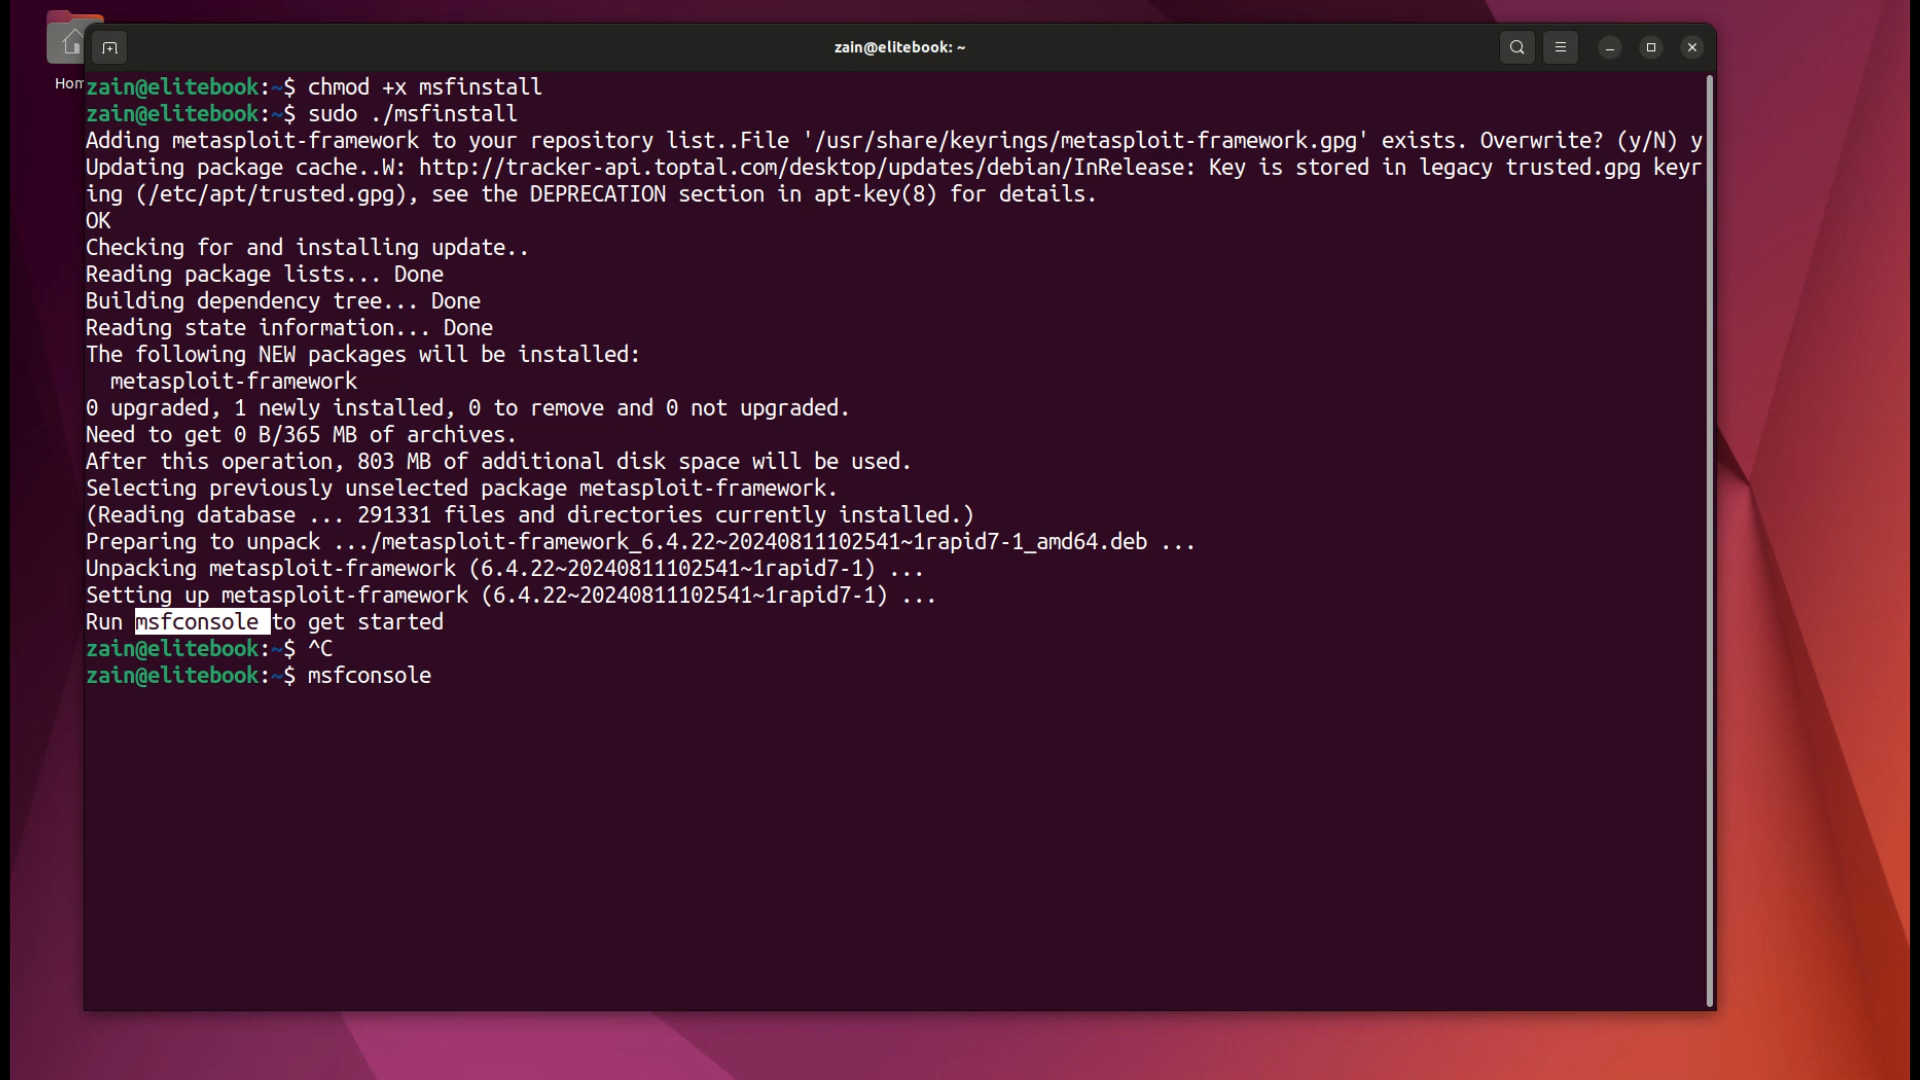 zain@elitebook: ~
Hom
zain@elitebook:~$ chmod +x msfinstall
zain@elitebook:~$ sudo ./msfinstall
Adding metasploit-framework to your repository list..File '/usr/share/keyrings/metasploit-framework.gpg' exists. Overwrite? (y/N) y
Updating package cache..W: http://tracker-api.toptal.com/desktop/updates/debian/InRelease: Key is stored in legacy trusted.gpg keyr
ing (/etc/apt/trusted.gpg), see the DEPRECATION section in apt-key(8) for details.
OK
Checking for and installing update..
Reading package lists... Done
Building dependency tree... Done
Reading state information... Done
The following NEW packages will be installed:
  metasploit-framework
0 upgraded, 1 newly installed, 0 to remove and 0 not upgraded.
Need to get 0 B/365 MB of archives.
After this operation, 803 MB of additional disk space will be used.
Selecting previously unselected package metasploit-framework.
(Reading database ... 291331 files and directories currently installed.)
Preparing to unpack .../metasploit-framework_6.4.22~20240811102541~1rapid7-1_amd64.deb ...
Unpacking metasploit-framework (6.4.22~20240811102541~1rapid7-1) ...
Setting up metasploit-framework (6.4.22~20240811102541~1rapid7-1) ...
Run msfconsole to get started
zain@elitebook:~$ ^C
zain@elitebook:~$ msfconsole